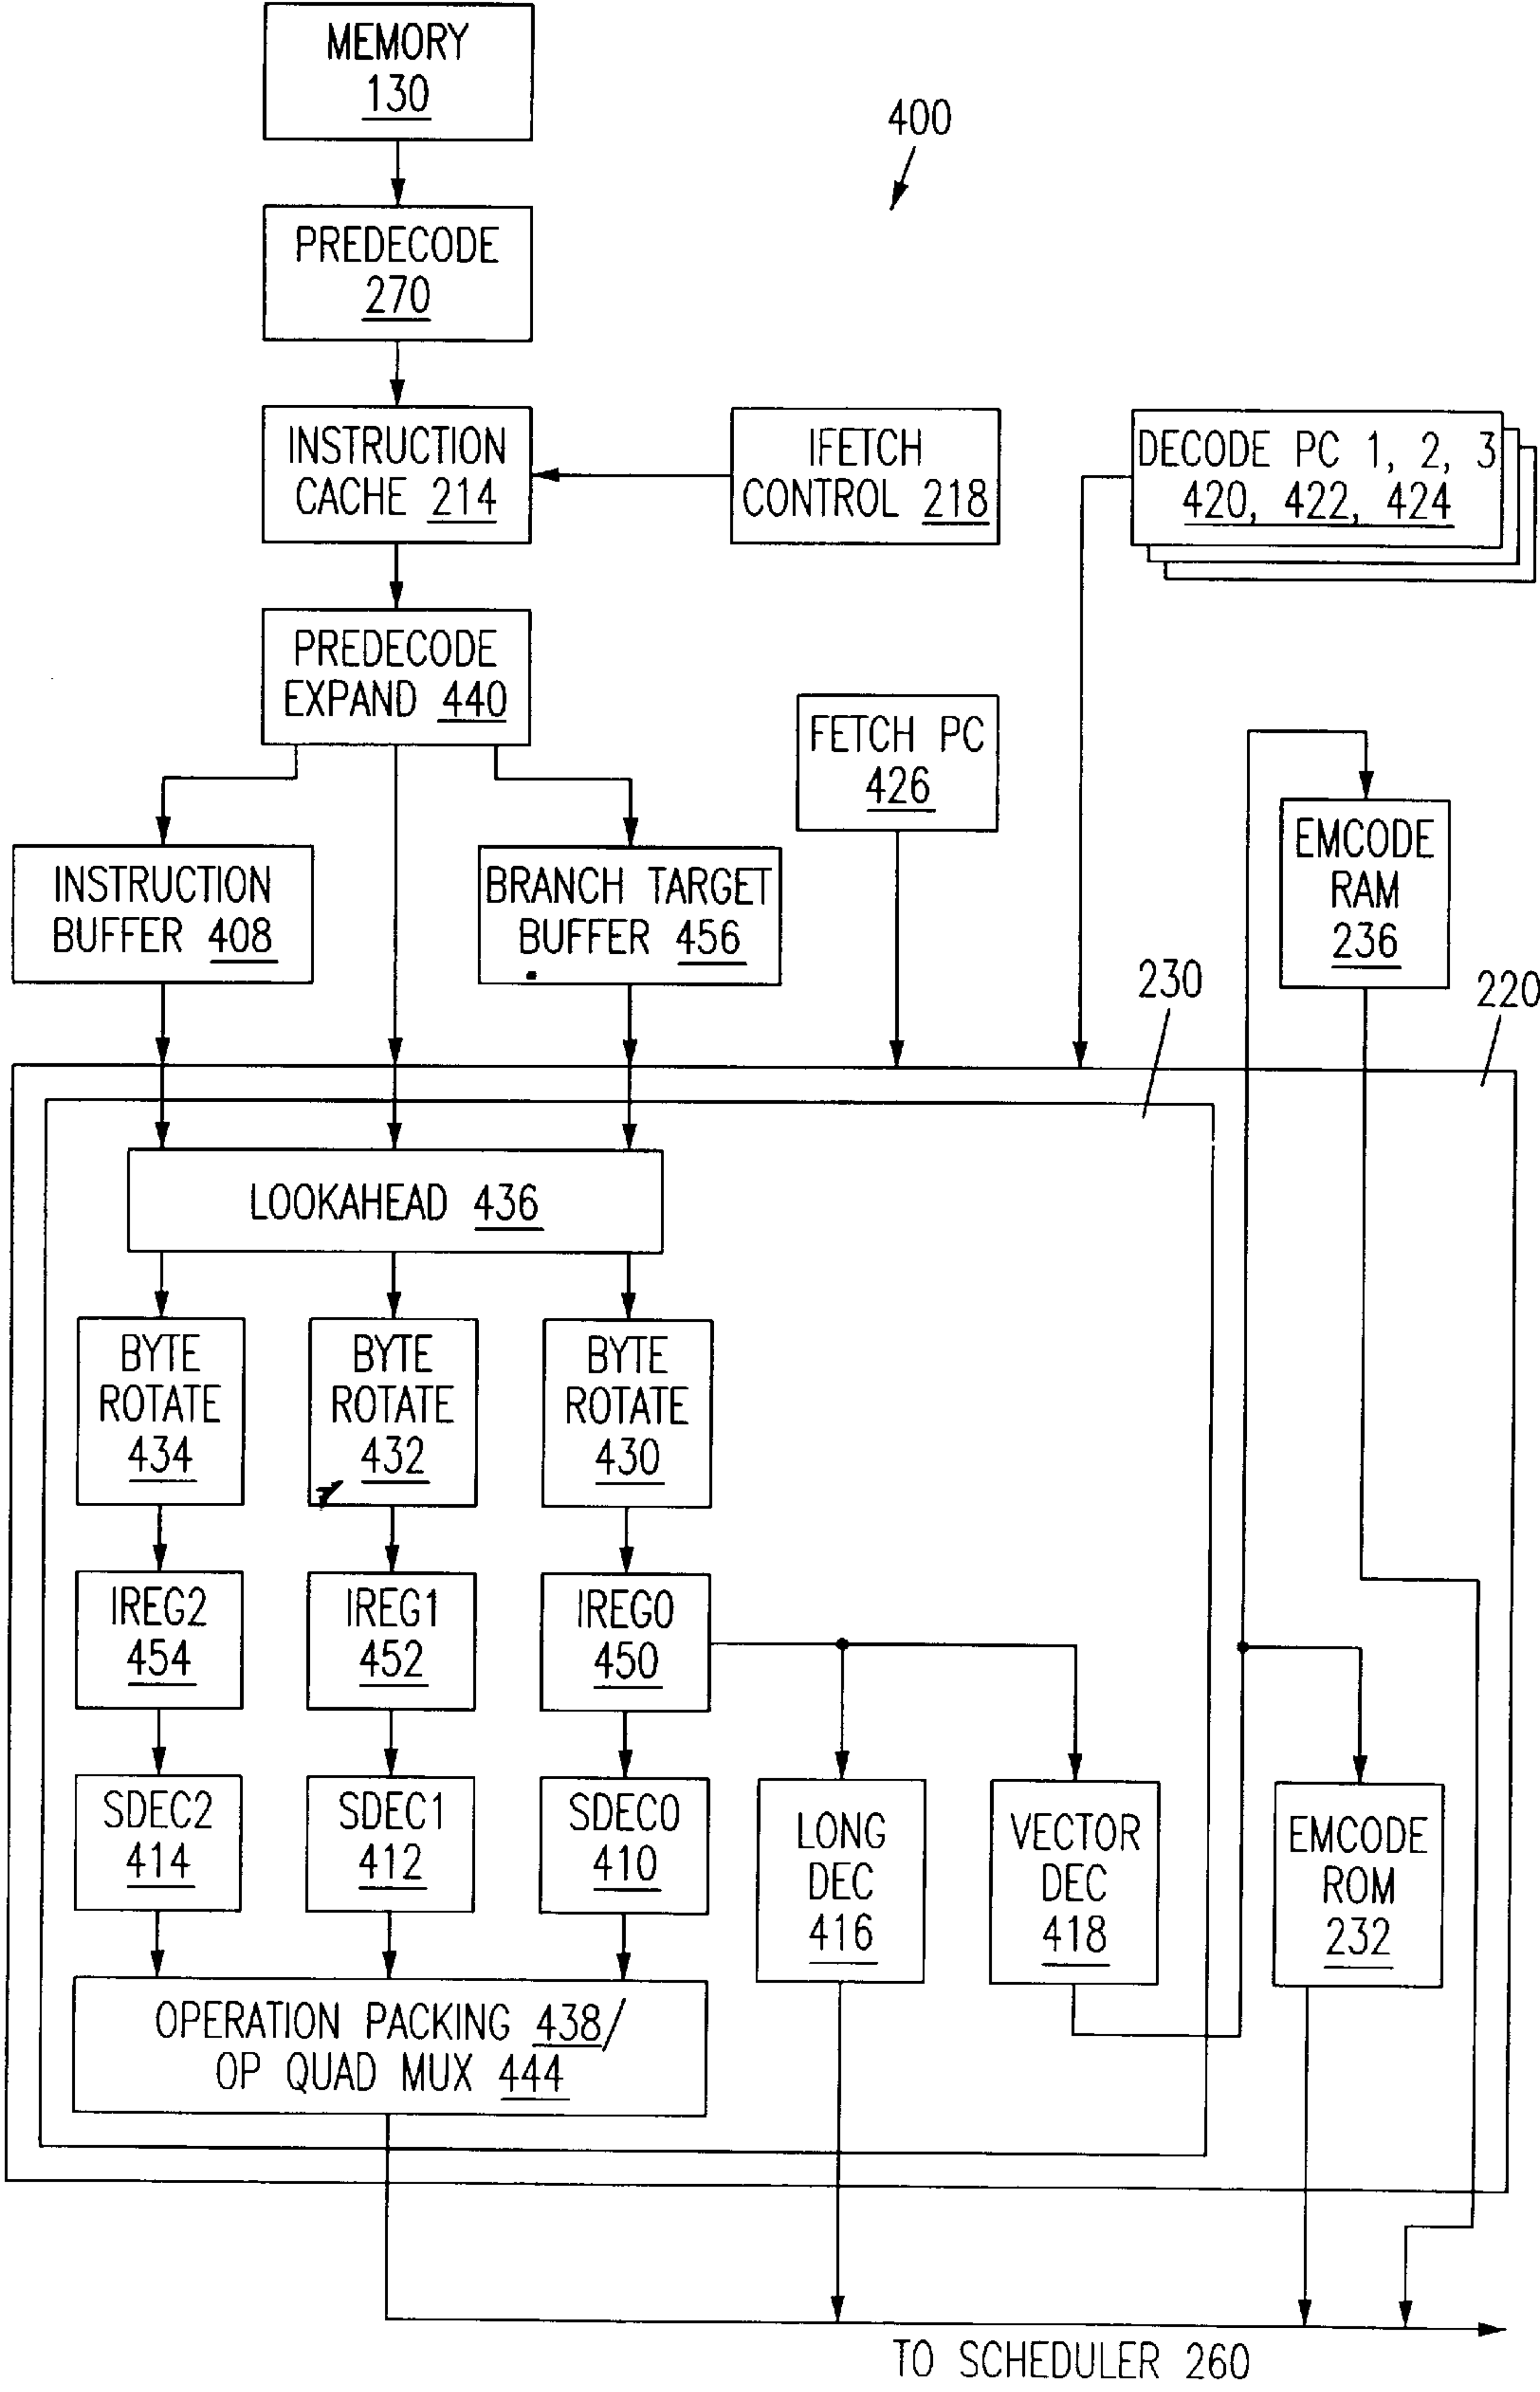 MEMORY
130
400
PREDECODE
270
INSTRUCTION
CACHE 214
IFETCH
CONTROL 218
DECODE PC 1, 2, 3
420, 422, 424
PREDECODE
EXPAND 440
FETCH PC
426
EMCODE
RAM
236
INSTRUCTION
BUFFER 408
BRANCH TARGET
BUFFER 456
230
220
LOOKAHEAD 436
BYTE
ROTATE
434
BYTE
ROTATE
432
BYTE
ROTATE
430
IREG2
454
IREG1
452
IREG0
450
SDEC2
414
SDEC1
412
SDEC0
410
LONG
DEC
416
VECTOR
DEC
418
EMCODE
ROM
232
OPERATION PACKING 438/
OP QUAD MUX 444
TO SCHEDULER 260